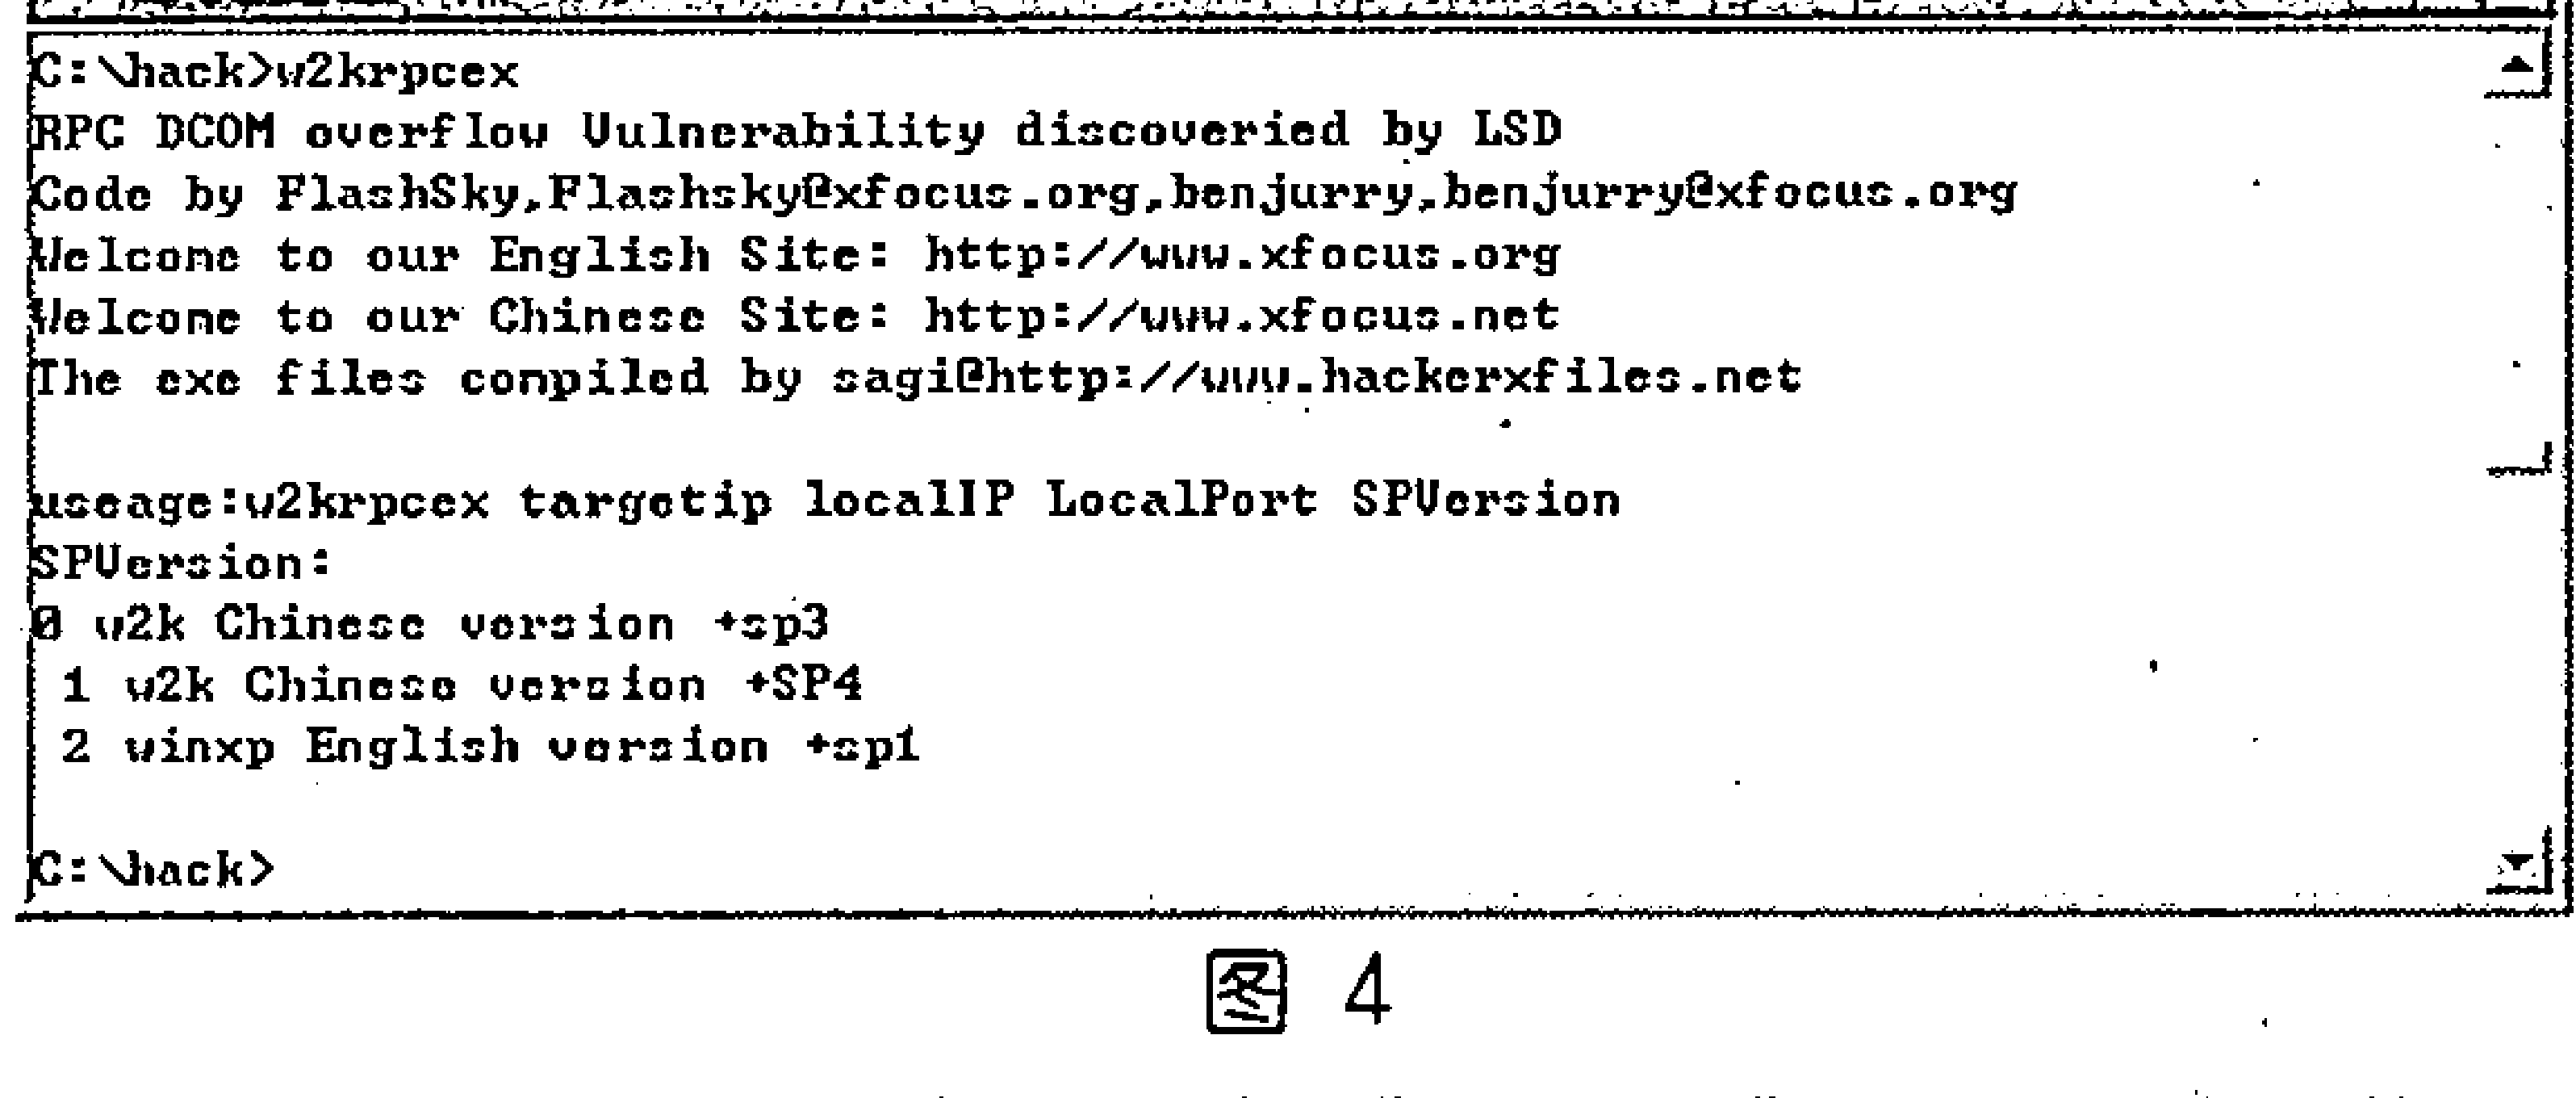 C:\hack>w2krpcex
RPC DCOM overflow Vulnerability discoveried by LSD
Code by FlashSky,Flashsky@xfocus.org,benjurry,benjurry@xfocus.org
Welcome to our English Site: http://www.xfocus.org
Welcome to our Chinese Site: http://www.xfocus.net
The exe files compiled by sagi@http://www.hackerxfiles.net
useage:w2krpcex targetip localIP LocalPort SPVersion
SPVersion:
0 w2k Chinese version +sp3
1 w2k Chinese version +SP4
2 winxp English version +sp1
C:\hack>
图 4